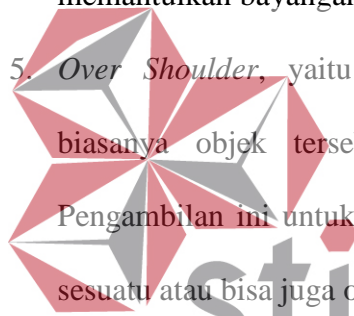 memantulkan bayangan
5. Over Shoulder, yaitu
biasanya objek terse
Pengambilan ini untuk
sti
sesuatu atau bisa juga o